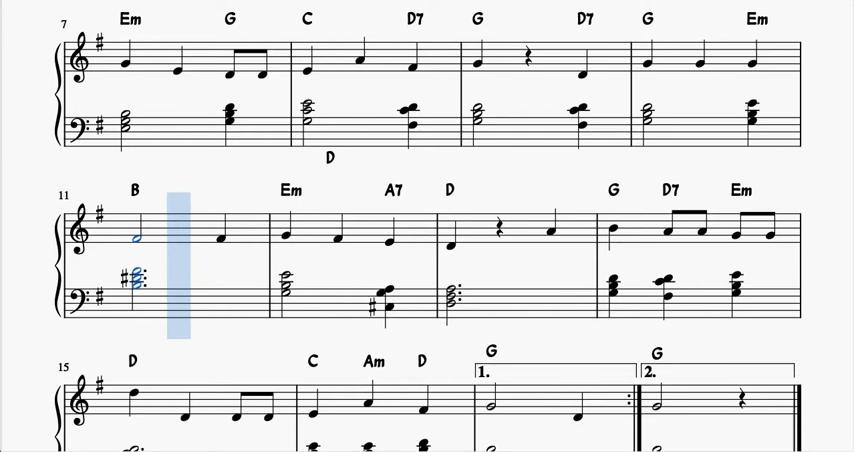 7 Em G C D7 G D7 G Em
D
11 B Em A7 D G D7 Em
15 D C Am D G G
1. 2.